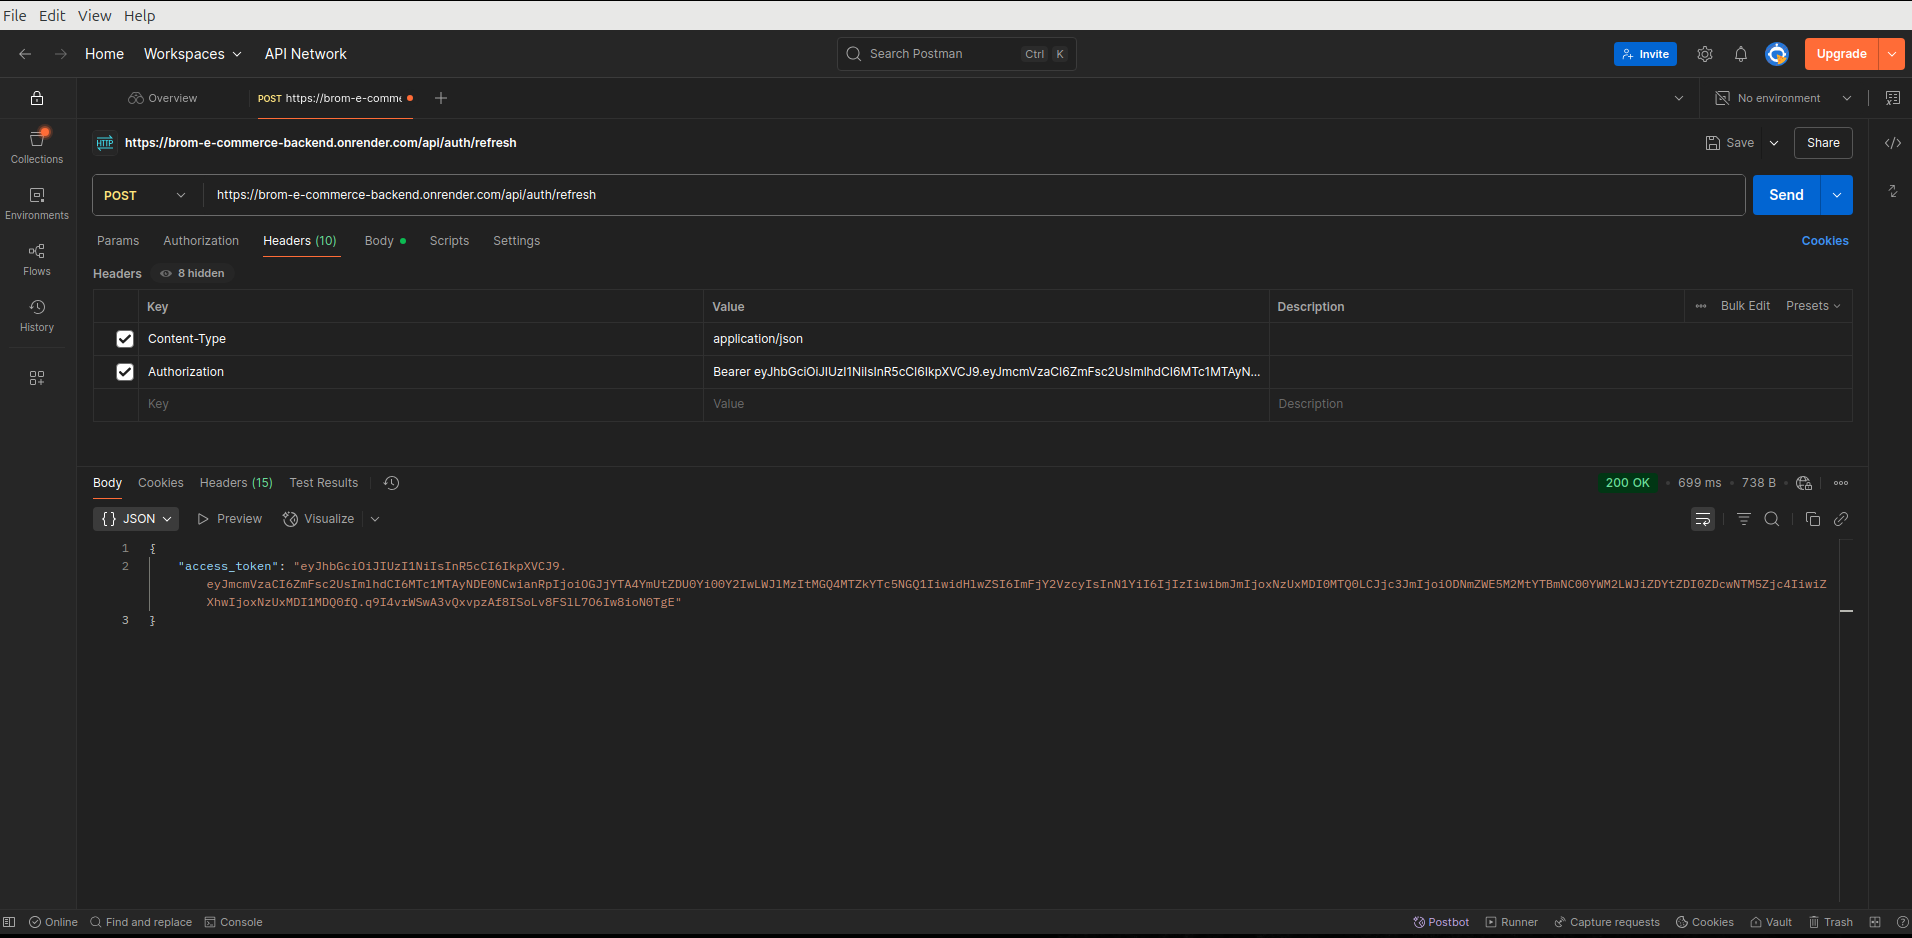 File Edit View Help
Home Workspaces API Network Search Postman Ctrl K Invite Upgrade
Overview POST https://brom-e-comme No environment
Collections
Environments
Flows
History
HTTP https://brom-e-commerce-backend.onrender.com/api/auth/refresh Save Share
POST https://brom-e-commerce-backend.onrender.com/api/auth/refresh Send
Params Authorization Headers (10) Body Scripts Settings Cookies
Headers 8 hidden
Key Value Description Bulk Edit Presets
Content-Type application/json
Authorization Bearer eyJhbGciOiJIUzI1NiIsInR5cCI6IkpXVCJ9.eyJmcmVzaCI6ZmFsc2UsImlhdCI6MTc1MTAyN...
Key Value Description
Body Cookies Headers (15) Test Results 200 OK 699 ms 738 B
{} JSON Preview Visualize
1 {
2 "access_token": "eyJhbGciOiJIUzI1NiIsInR5cCI6IkpXVCJ9.
eyJmcmVzaCI6ZmFsc2UsImlhdCI6MTc1MTAyNDE0NCwianRpIjoiOGJjYTA4YmUtZDU0Yi00Y2IwLWJlMzItMGQ4MTZkYTc5NGQ1IiwidHlwZSI6ImFjY2VzcyIsInN1YiI6IjIzIiwibmJmIjoxNzUxMDI0MTQ0LCJjc3JmIjoiODNmZWE5M2MtYTBmNC00YWM2LWJiZDYtZDI0ZDcwNTM5Zjc4IiwiZ
XhwIjoxNzUxMDI1MDQ0fQ.q9I4vrWSwA3vQxvpzAf8ISoLv8FSlL7O6Iw8ioN0TgE"
3 }
Online Find and replace Console Postbot Runner Capture requests Cookies Vault Trash